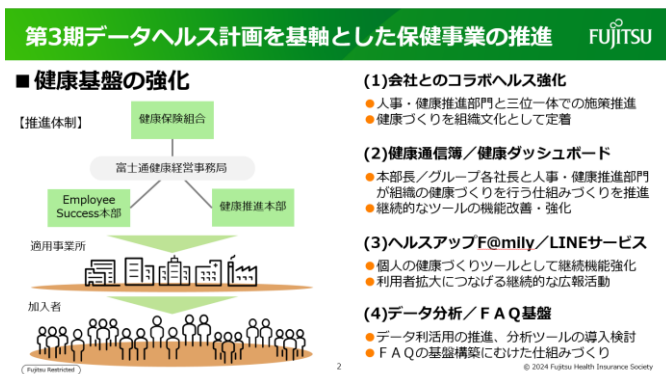 第3期データヘルス計画を基軸とした保健事業の推進
FUJITSU
■健康基盤の強化
【推進体制】
健康保険組合
富士通健康経営事務局
Employee
Success本部
健康推進本部
適用事業所
加入者
(1)会社とのコラボヘルス強化
●人事・健康推進部門と三位一体での施策推進
●健康づくりを組織文化として定着
(2)健康通信簿／健康ダッシュボード
●本部長／グループ各社長と人事・健康推進部門
が組織の健康づくりを行う仕組みづくりを推進
●継続的なツールの機能改善・強化
(3)ヘルスアップF@mily／LINEサービス
●個人の健康づくりツールとして継続機能強化
●利用者拡大につなげる継続的な広報活動
(4)データ分析／ＦＡＱ基盤
●データ利活用の推進、分析ツールの導入検討
●ＦＡＱの基盤構築にむけた仕組みづくり
Fujitsu Restricted
2
© 2024 Fujitsu Health Insurance Society